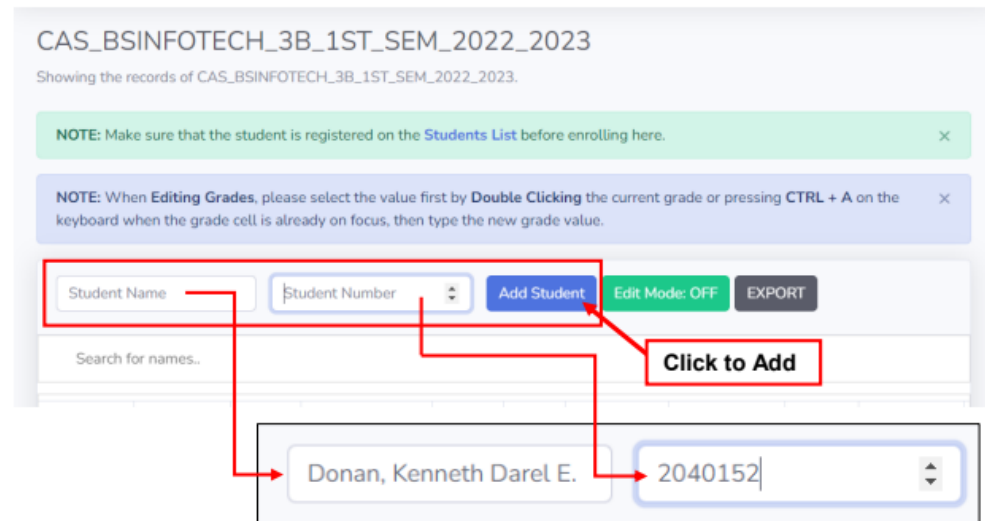 CAS_BSINFOTECH_3B_1ST_SEM_2022_2023
Showing the records of CAS_BSINFOTECH_3B_1ST_SEM_2022_2023.
NOTE: Make sure that the student is registered on the Students List before enrolling here. ×
NOTE: When Editing Grades, please select the value first by Double Clicking the current grade or pressing CTRL + A on the ×
keyboard when the grade cell is already on focus, then type the new grade value.
Student Name Student Number Add Student Edit Mode: OFF EXPORT
Search for names..
Click to Add
Donan, Kenneth Darel E. 2040152